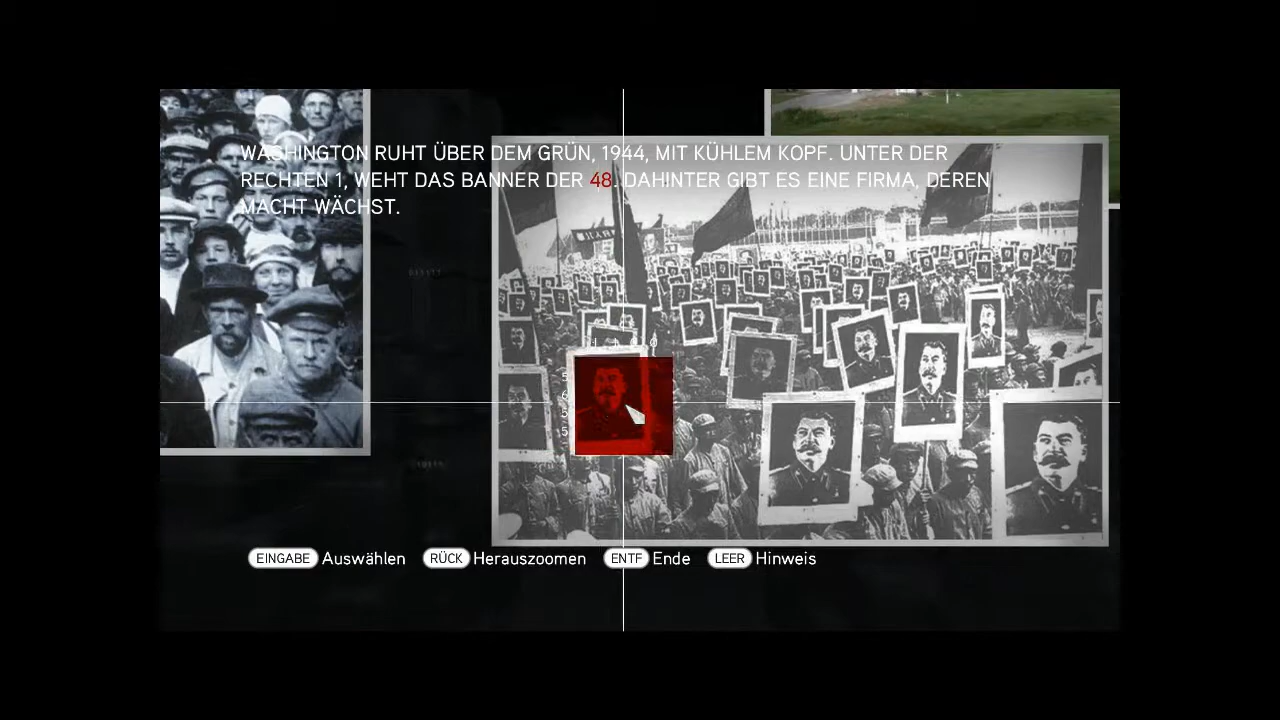 WASHINGTON RUHT ÜBER DEM GRÜN, 1944, MIT KÜHLEM KOPF. UNTER DER
RECHTEN 1, WEHT DAS BANNER DER 48. DAHINTER GIBT ES EINE FIRMA, DEREN
MACHT WÄCHST.
EINGABE Auswählen RÜCK Herauszoomen ENTF Ende LEER Hinweis